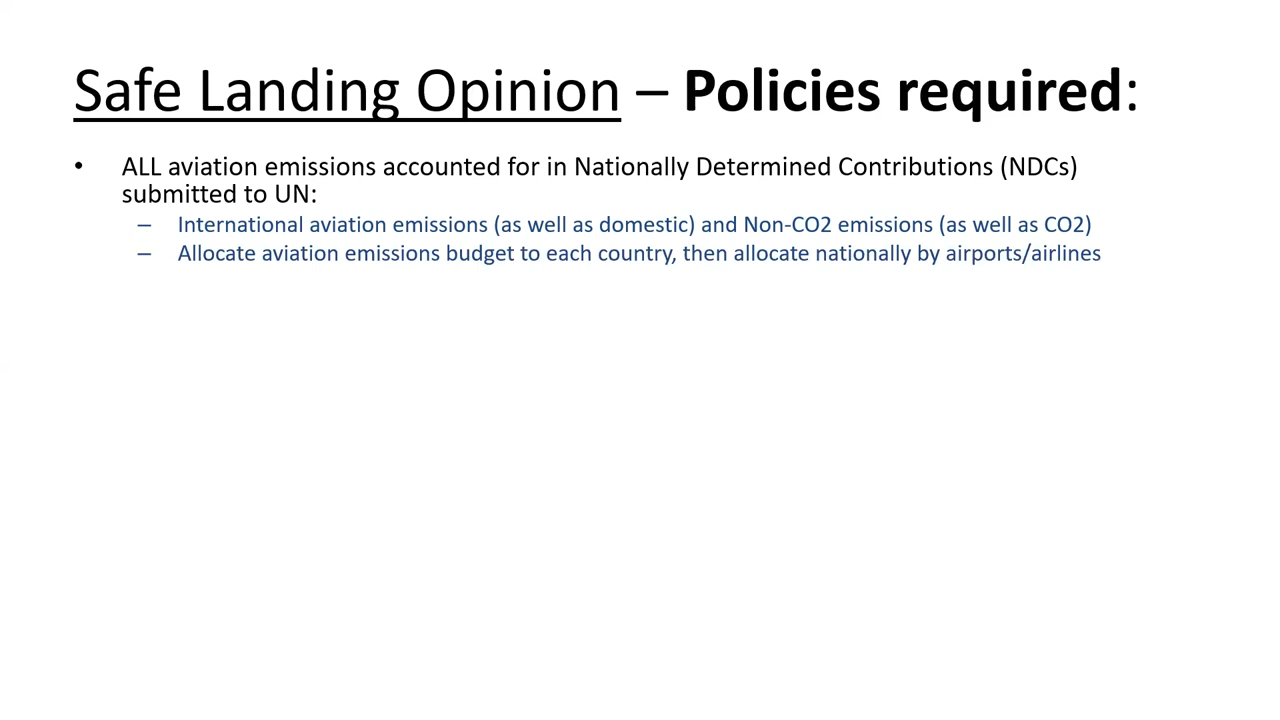 Safe Landing Opinion – Policies required:
• ALL aviation emissions accounted for in Nationally Determined Contributions (NDCs)
submitted to UN:
– International aviation emissions (as well as domestic) and Non-CO2 emissions (as well as CO2)
– Allocate aviation emissions budget to each country, then allocate nationally by airports/airlines